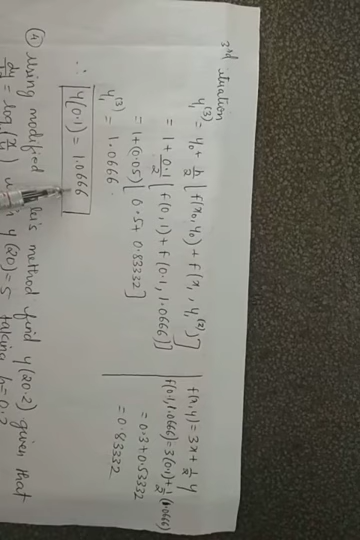 3rd
y₁⁽³⁾ = y₀ + h/2 [ f(x₀, y₀) + f(x₁, y₁⁽²⁾) ]
= 1 + 0.1/2 [ f(0, 1) + f(0.1, 1.0666) ]
= 1 + (0.05) [ 0.5 + 0.83332 ]
y₁⁽³⁾ = 1.0666.
∴ y(0.1) = 1.0666
f(x, y) = 3x + 1/2 y
f(0.1, 1.0666) = 3(0.1) + 1/2 (1.0666)
= 0.3 + 0.53332
= 0.83332
④ Using modified method find y(20.2) given that
dy = log (x/y) y(20) = 5 taking h = 0.2